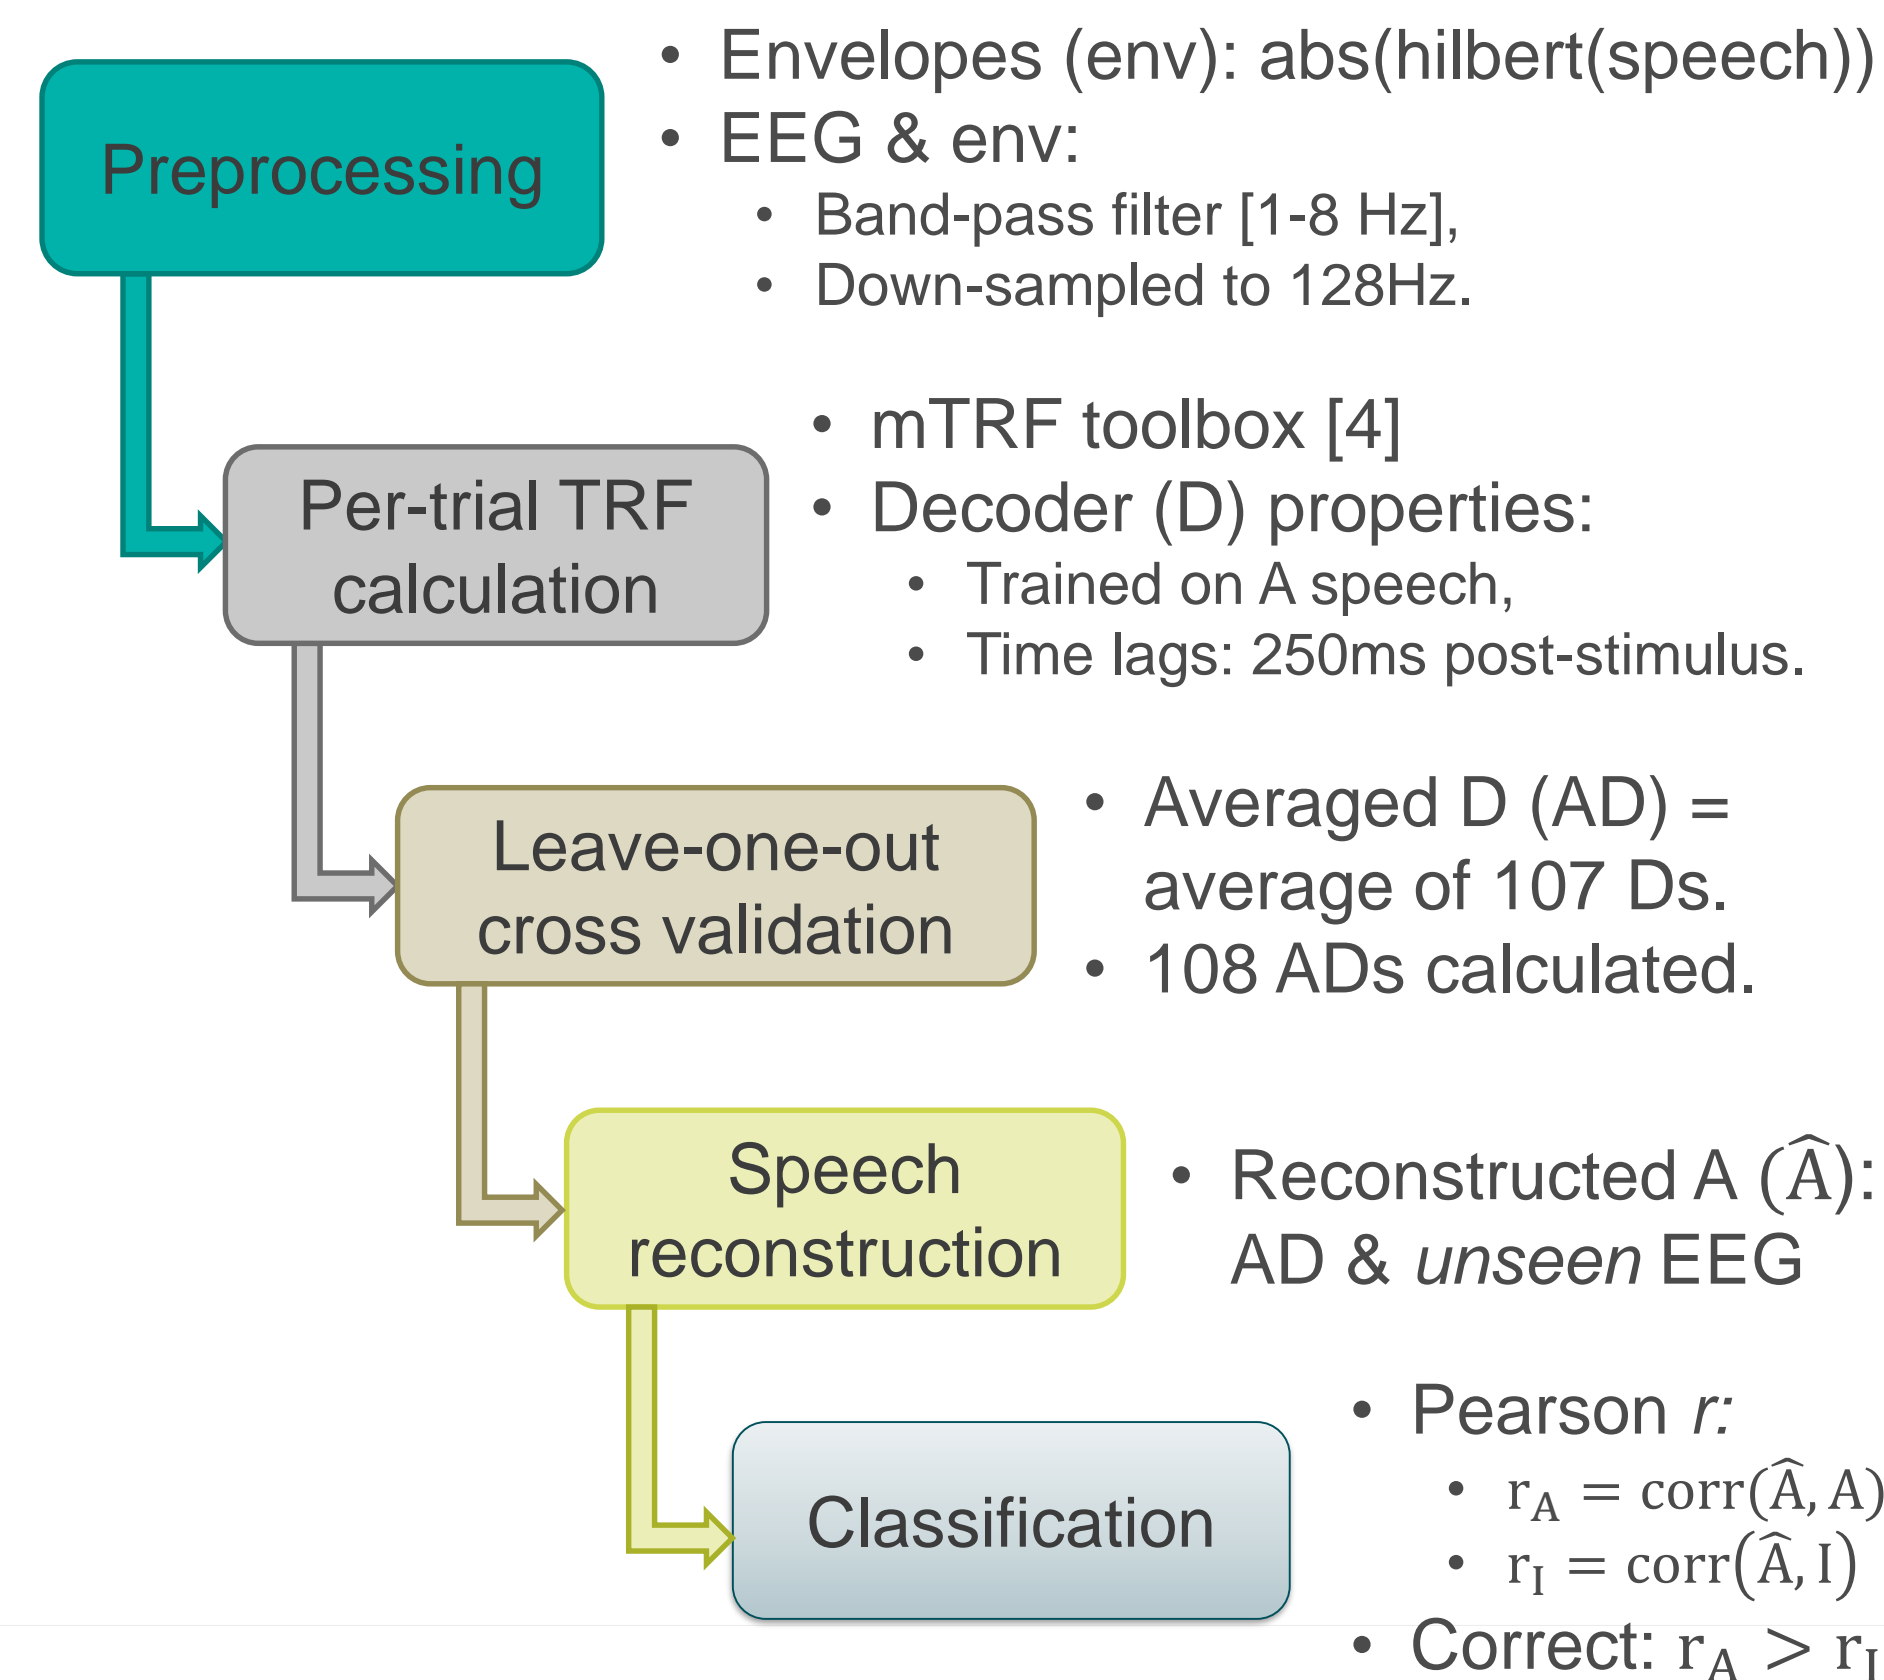 Preprocessing
• Envelopes (env): abs(hilbert(speech))
• EEG & env:
• Band-pass filter [1-8 Hz],
• Down-sampled to 128Hz.
Per-trial TRF
calculation
• mTRF toolbox [4]
• Decoder (D) properties:
• Trained on A speech,
• Time lags: 250ms post-stimulus.
Leave-one-out
cross validation
• Averaged D (AD) =
average of 107 Ds.
• 108 ADs calculated.
Speech
reconstruction
• Reconstructed A (Â):
AD & unseen EEG
Classification
• Pearson r:
• r_A = corr(Â, A)
• r_I = corr(Â, I)
• Correct: r_A > r_I